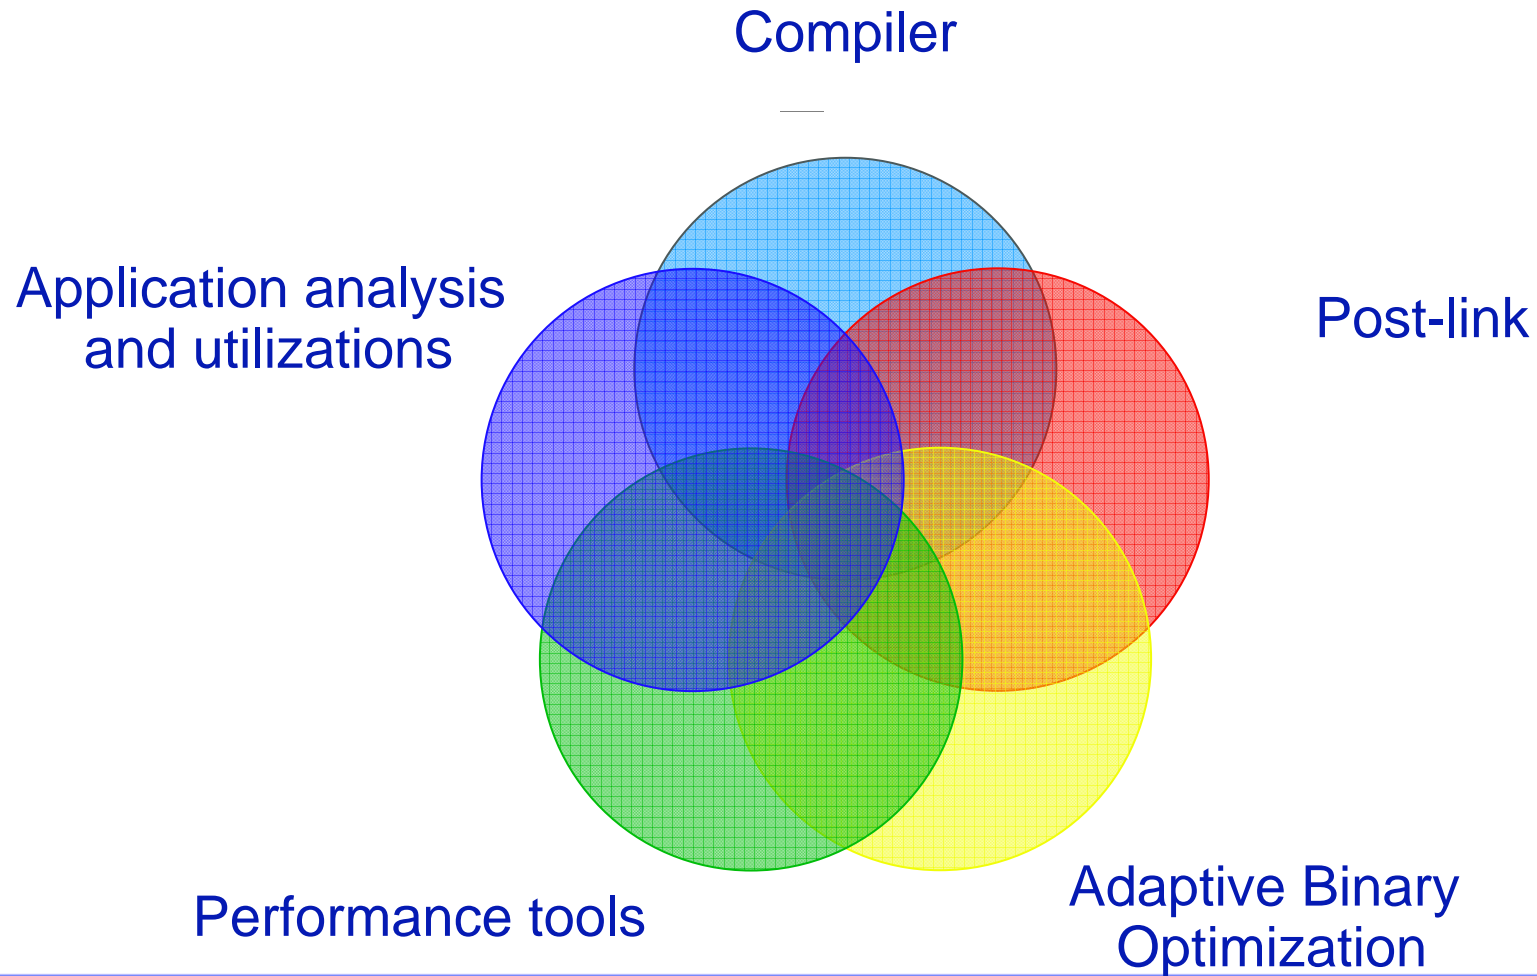 Compiler
Application analysis
and utilizations
Post-link
Performance tools
Adaptive Binary
Optimization